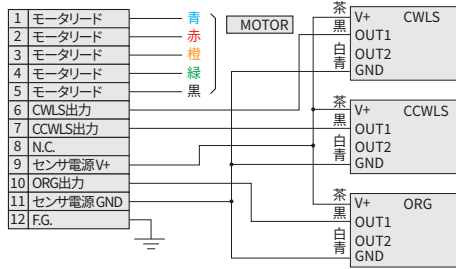 1 モータリード 青
2 モータリード 赤
3 モータリード 橙
4 モータリード 緑
5 モータリード 黒
6 CWLS出力
7 CCWLS出力
8 N.C.
9 センサ電源V+
10 ORG出力
11 センサ電源GND
12 F.G.
MOTOR
茶 V+ CWLS
黒 OUT1
白 OUT2
青 GND
茶 V+ CCWLS
黒 OUT1
白 OUT2
青 GND
茶 V+ ORG
黒 OUT1
白 OUT2
青 GND